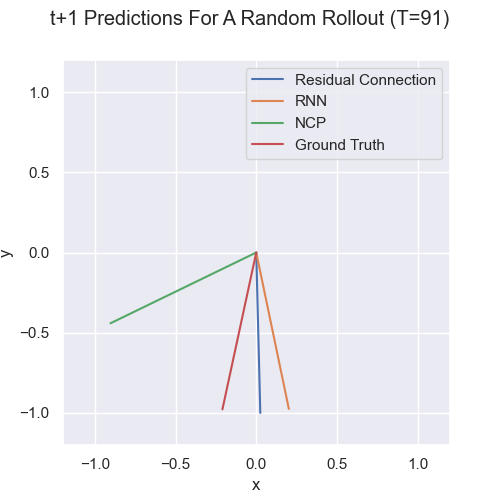 t+1 Predictions For A Random Rollout (T=91)
Residual Connection
RNN
NCP
Ground Truth
1.0
0.5
0.0
−0.5
−1.0
y
−1.0 −0.5 0.0 0.5 1.0
x